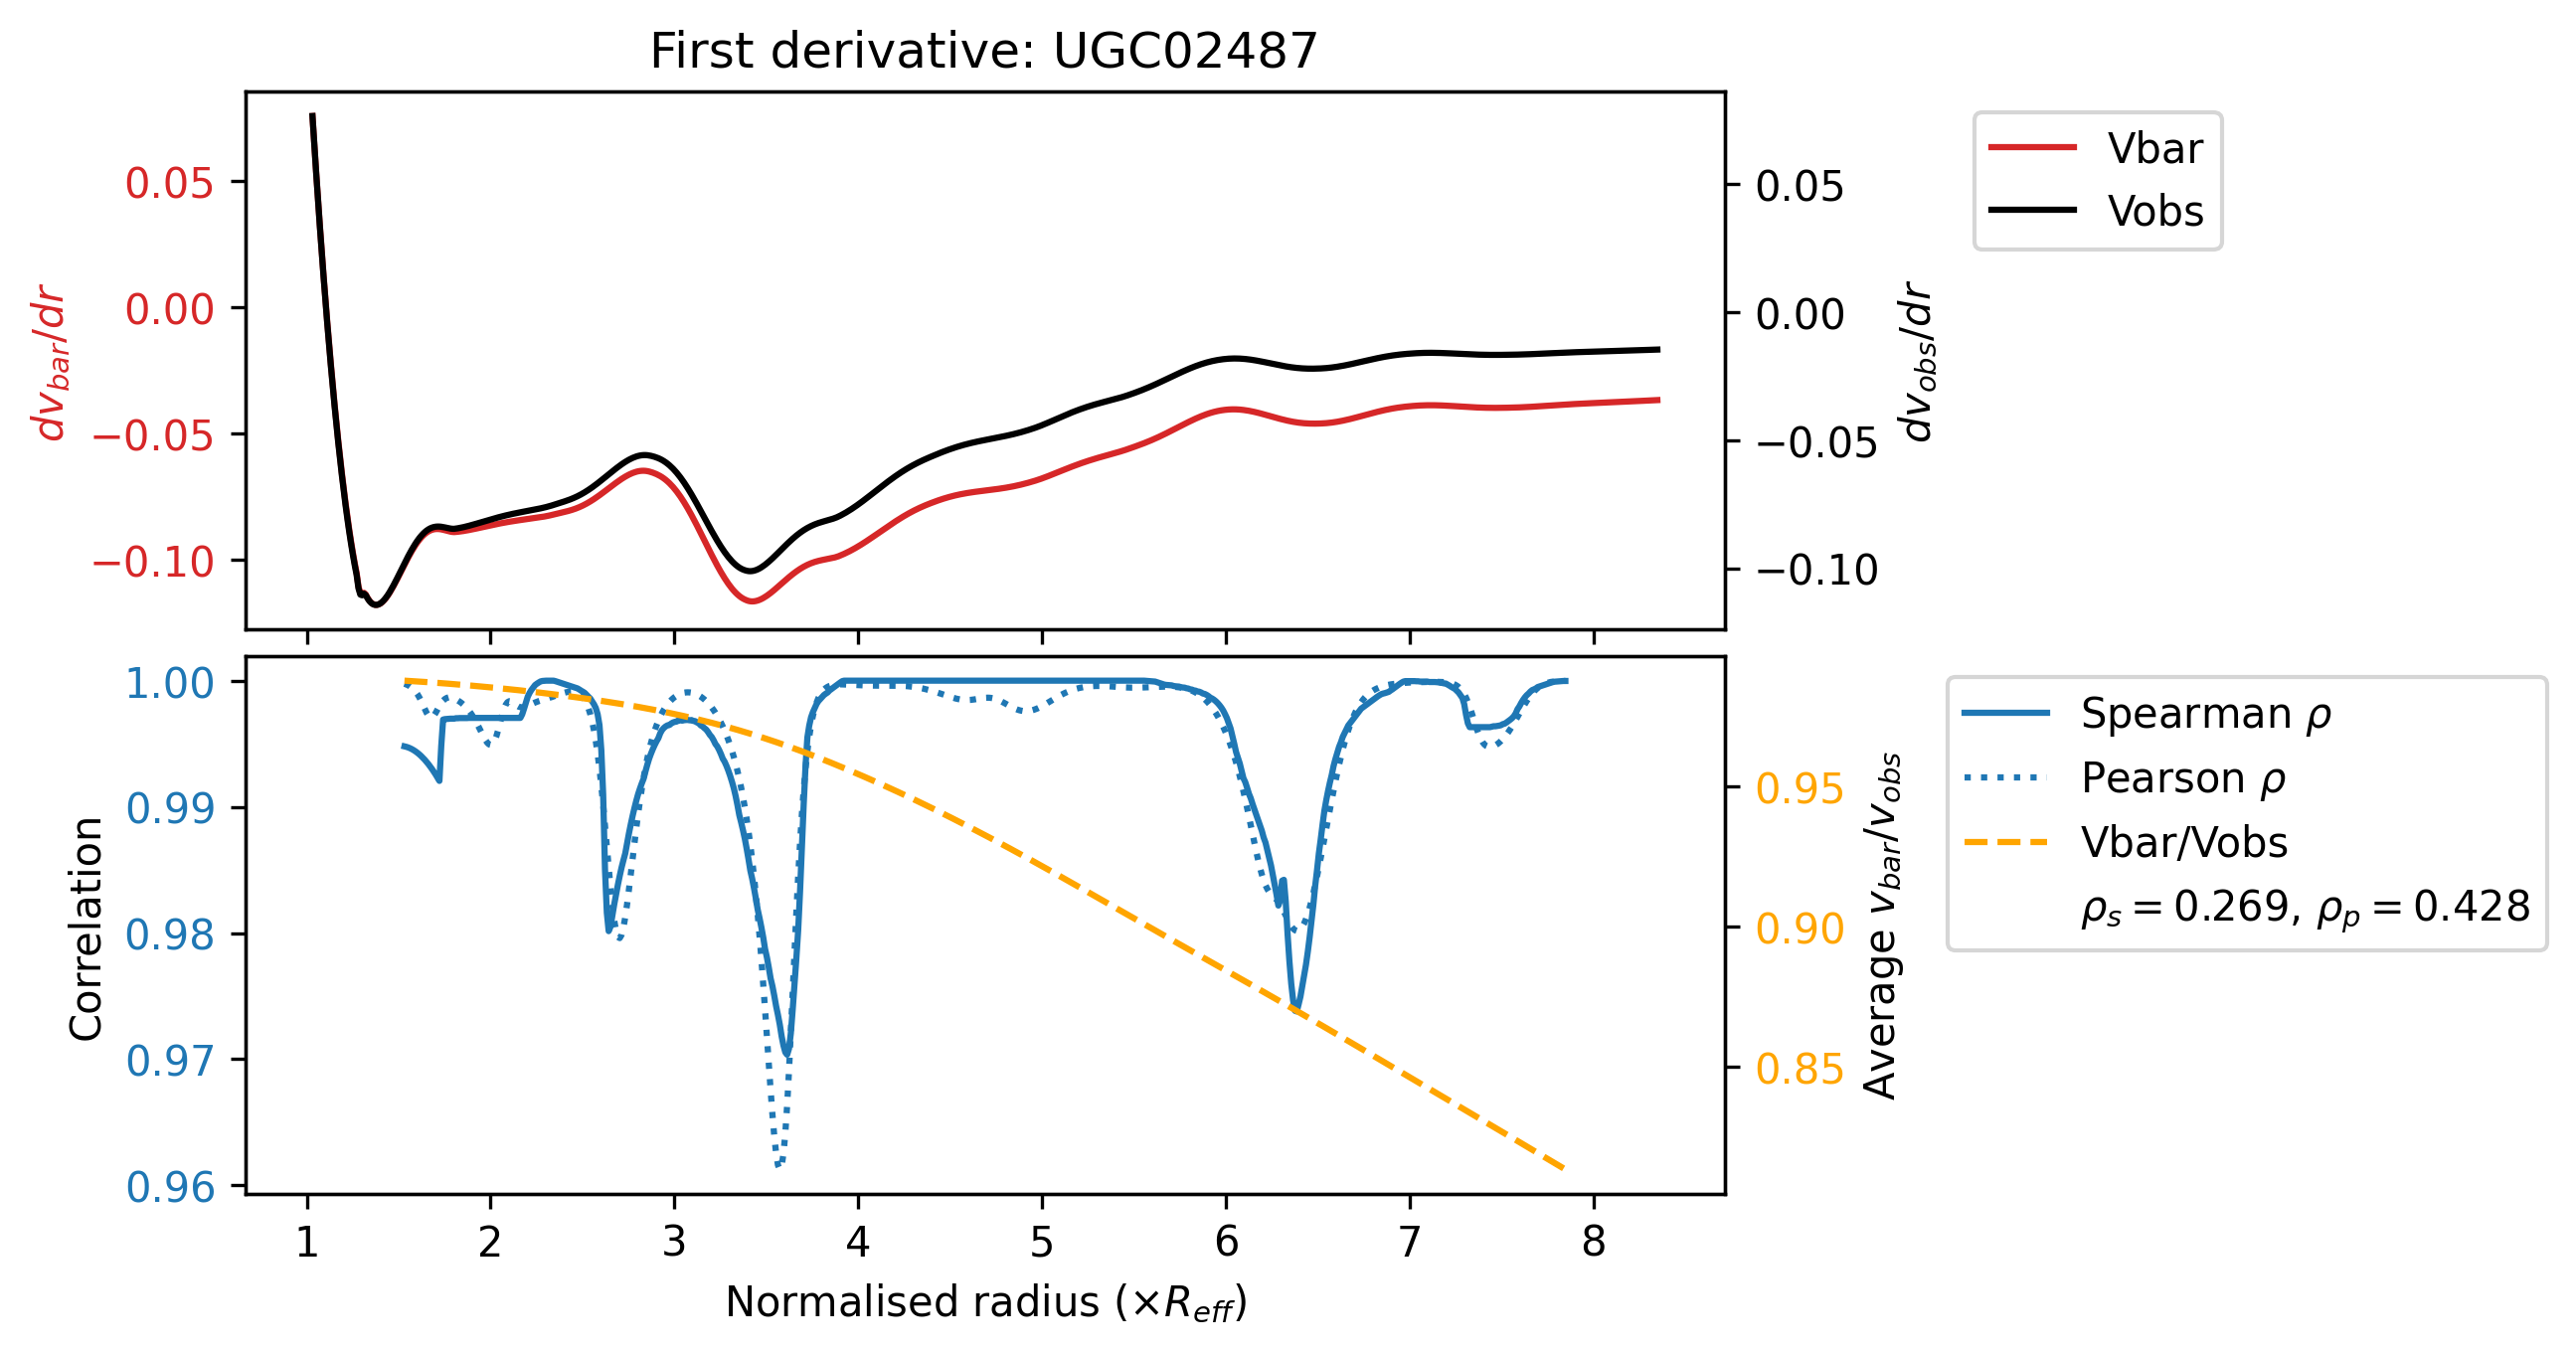 First derivative: UGC02487
0.05
0.00
−0.05
−0.10
dv_bar/dr
0.05
0.00
−0.05
−0.10
dv_obs/dr
Vbar
Vobs
1.00
0.99
0.98
0.97
0.96
Correlation
0.95
0.90
0.85
Average v_bar/v_obs
Spearman ρ
Pearson ρ
Vbar/Vobs
ρ_s = 0.269, ρ_p = 0.428
1 2 3 4 5 6 7 8
Normalised radius (×R_eff)